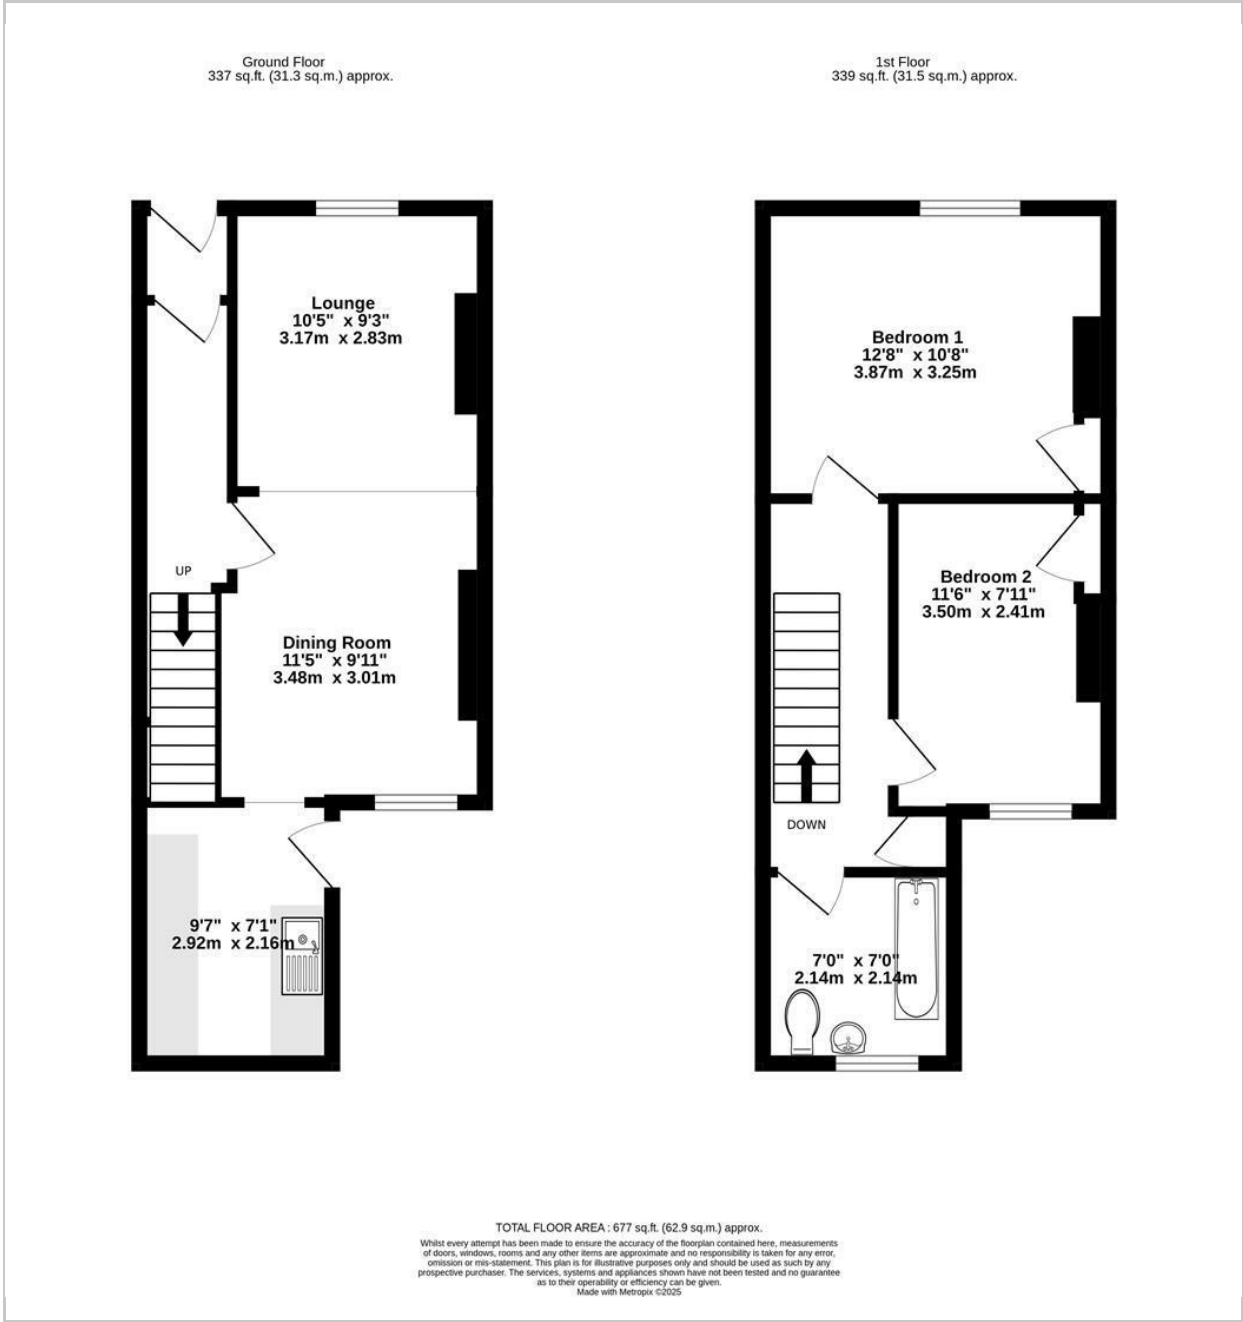 Ground Floor
337 sq.ft. (31.3 sq.m.) approx.
1st Floor
339 sq.ft. (31.5 sq.m.) approx.
Lounge
10'5" x 9'3"
3.17m x 2.83m
UP
Dining Room
11'5" x 9'11"
3.48m x 3.01m
9'7" x 7'1"
2.92m x 2.16m
Bedroom 1
12'8" x 10'8"
3.87m x 3.25m
Bedroom 2
11'6" x 7'11"
3.50m x 2.41m
DOWN
7'0" x 7'0"
2.14m x 2.14m
TOTAL FLOOR AREA : 677 sq.ft. (62.9 sq.m.) approx.
Whilst every attempt has been made to ensure the accuracy of the floorplan contained here, measurements
of doors, windows, rooms and any other items are approximate and no responsibility is taken for any error,
omission or mis-statement. This plan is for illustrative purposes only and should be used as such by any
prospective purchaser. The services, systems and appliances shown have not been tested and no guarantee
as to their operability or efficiency can be given.
Made with Metropix ©2025